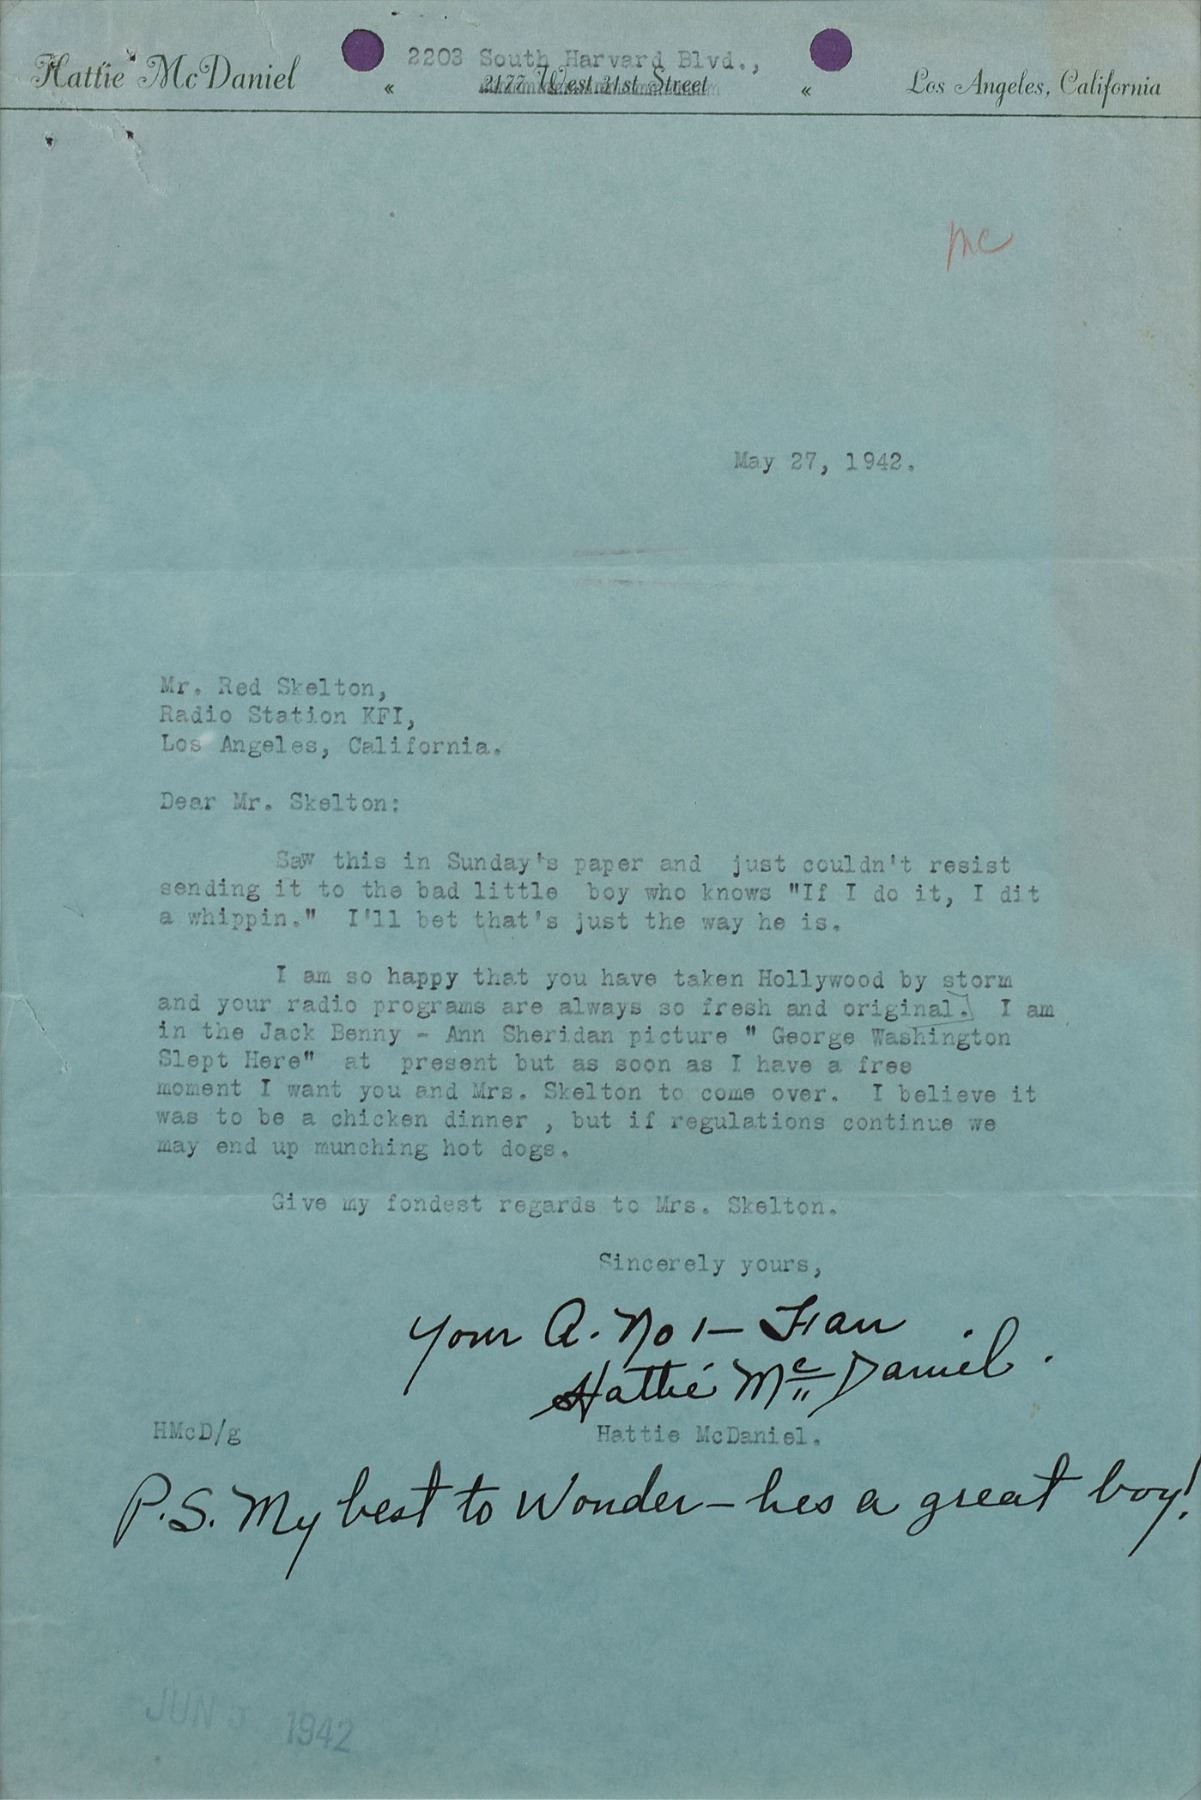 2203 South Harvard Blvd.,
Hattie McDaniel « 2177 West 31st Street « Los Angeles, California
Mc
May 27, 1942.
Mr. Red Skelton,
Radio Station KFI,
Los Angeles, California.
Dear Mr. Skelton:
Saw this in Sunday's paper and just couldn't resist
sending it to the bad little boy who knows "If I do it, I dit
a whippin." I'll bet that's just the way he is.
I am so happy that you have taken Hollywood by storm
and your radio programs are always so fresh and original. I am
in the Jack Benny - Ann Sheridan picture " George Washington
Slept Here" at present but as soon as I have a free
moment I want you and Mrs. Skelton to come over. I believe it
was to be a chicken dinner , but if regulations continue we
may end up munching hot dogs.
Give my fondest regards to Mrs. Skelton.
Sincerely yours,
Your A. No 1 – Fan
Hattie McDaniel.
HMcD/g Hattie McDaniel.
P.S. My best to Wonder – hes a great boy!
JUN 1942